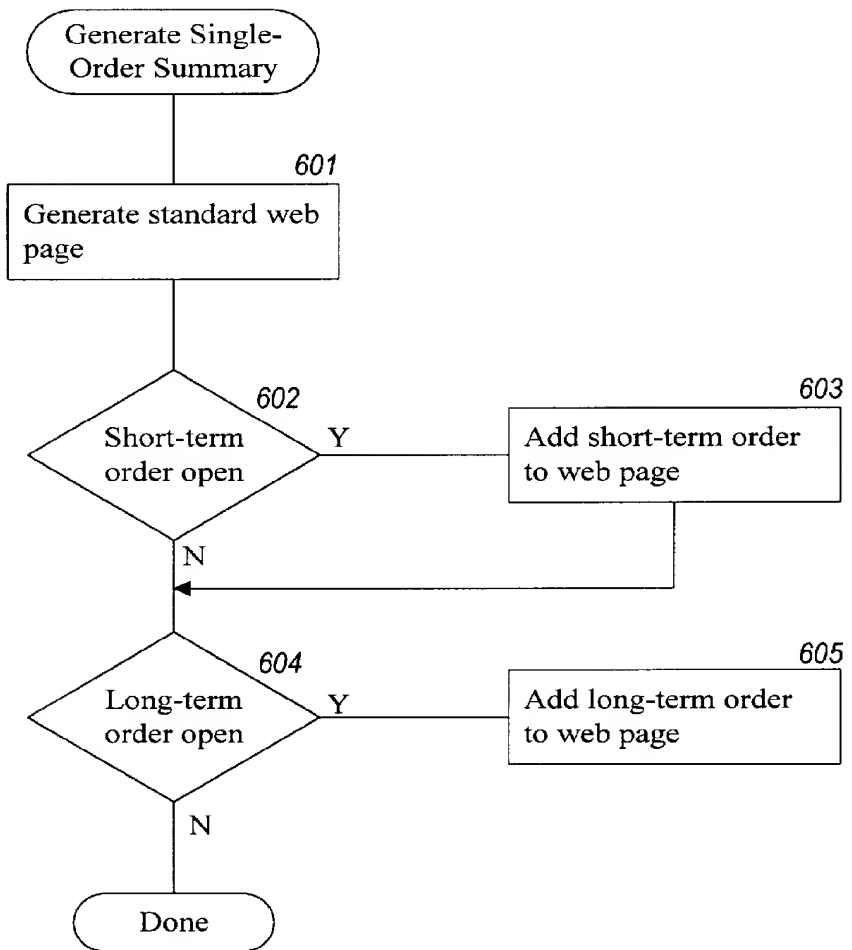 Generate Single-
Order Summary
601
Generate standard web
page
602
Short-term
order open
Y
603
Add short-term order
to web page
N
604
Long-term
order open
Y
605
Add long-term order
to web page
N
Done